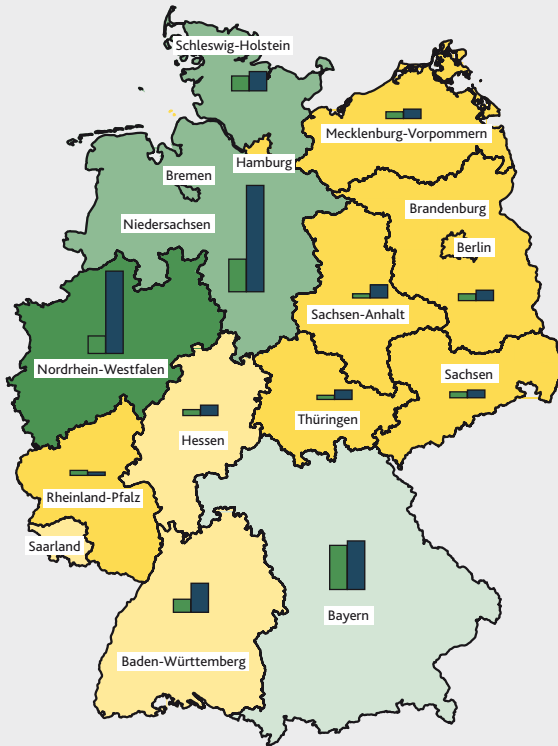 Schleswig-Holstein
Mecklenburg-Vorpommern
Hamburg
Bremen
Brandenburg
Niedersachsen
Berlin
Sachsen-Anhalt
Nordrhein-Westfalen
Sachsen
Thüringen
Hessen
Rheinland-Pfalz
Saarland
Bayern
Baden-Württemberg